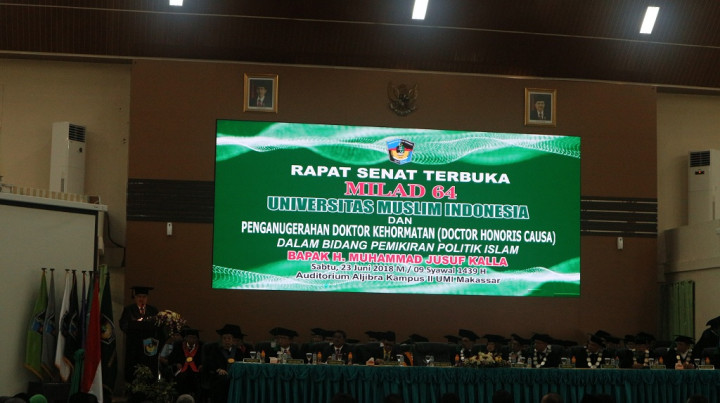 RAPAT SENAT TERBUKA
MILAD 64
UNIVERSITAS MUSLIM INDONESIA
DAN
PENGANUGERAHAN DOKTOR KEHORMATAN (DOCTOR HONORIS CAUSA)
DALAM BIDANG PEMIKIRAN POLITIK ISLAM
BAPAK H. MUHAMMAD JUSUF KALLA
Sabtu, 23 Juni 2018 M / 09 Syawal 1439 H
Auditorium Aljibra Kampus II UMI Makassar